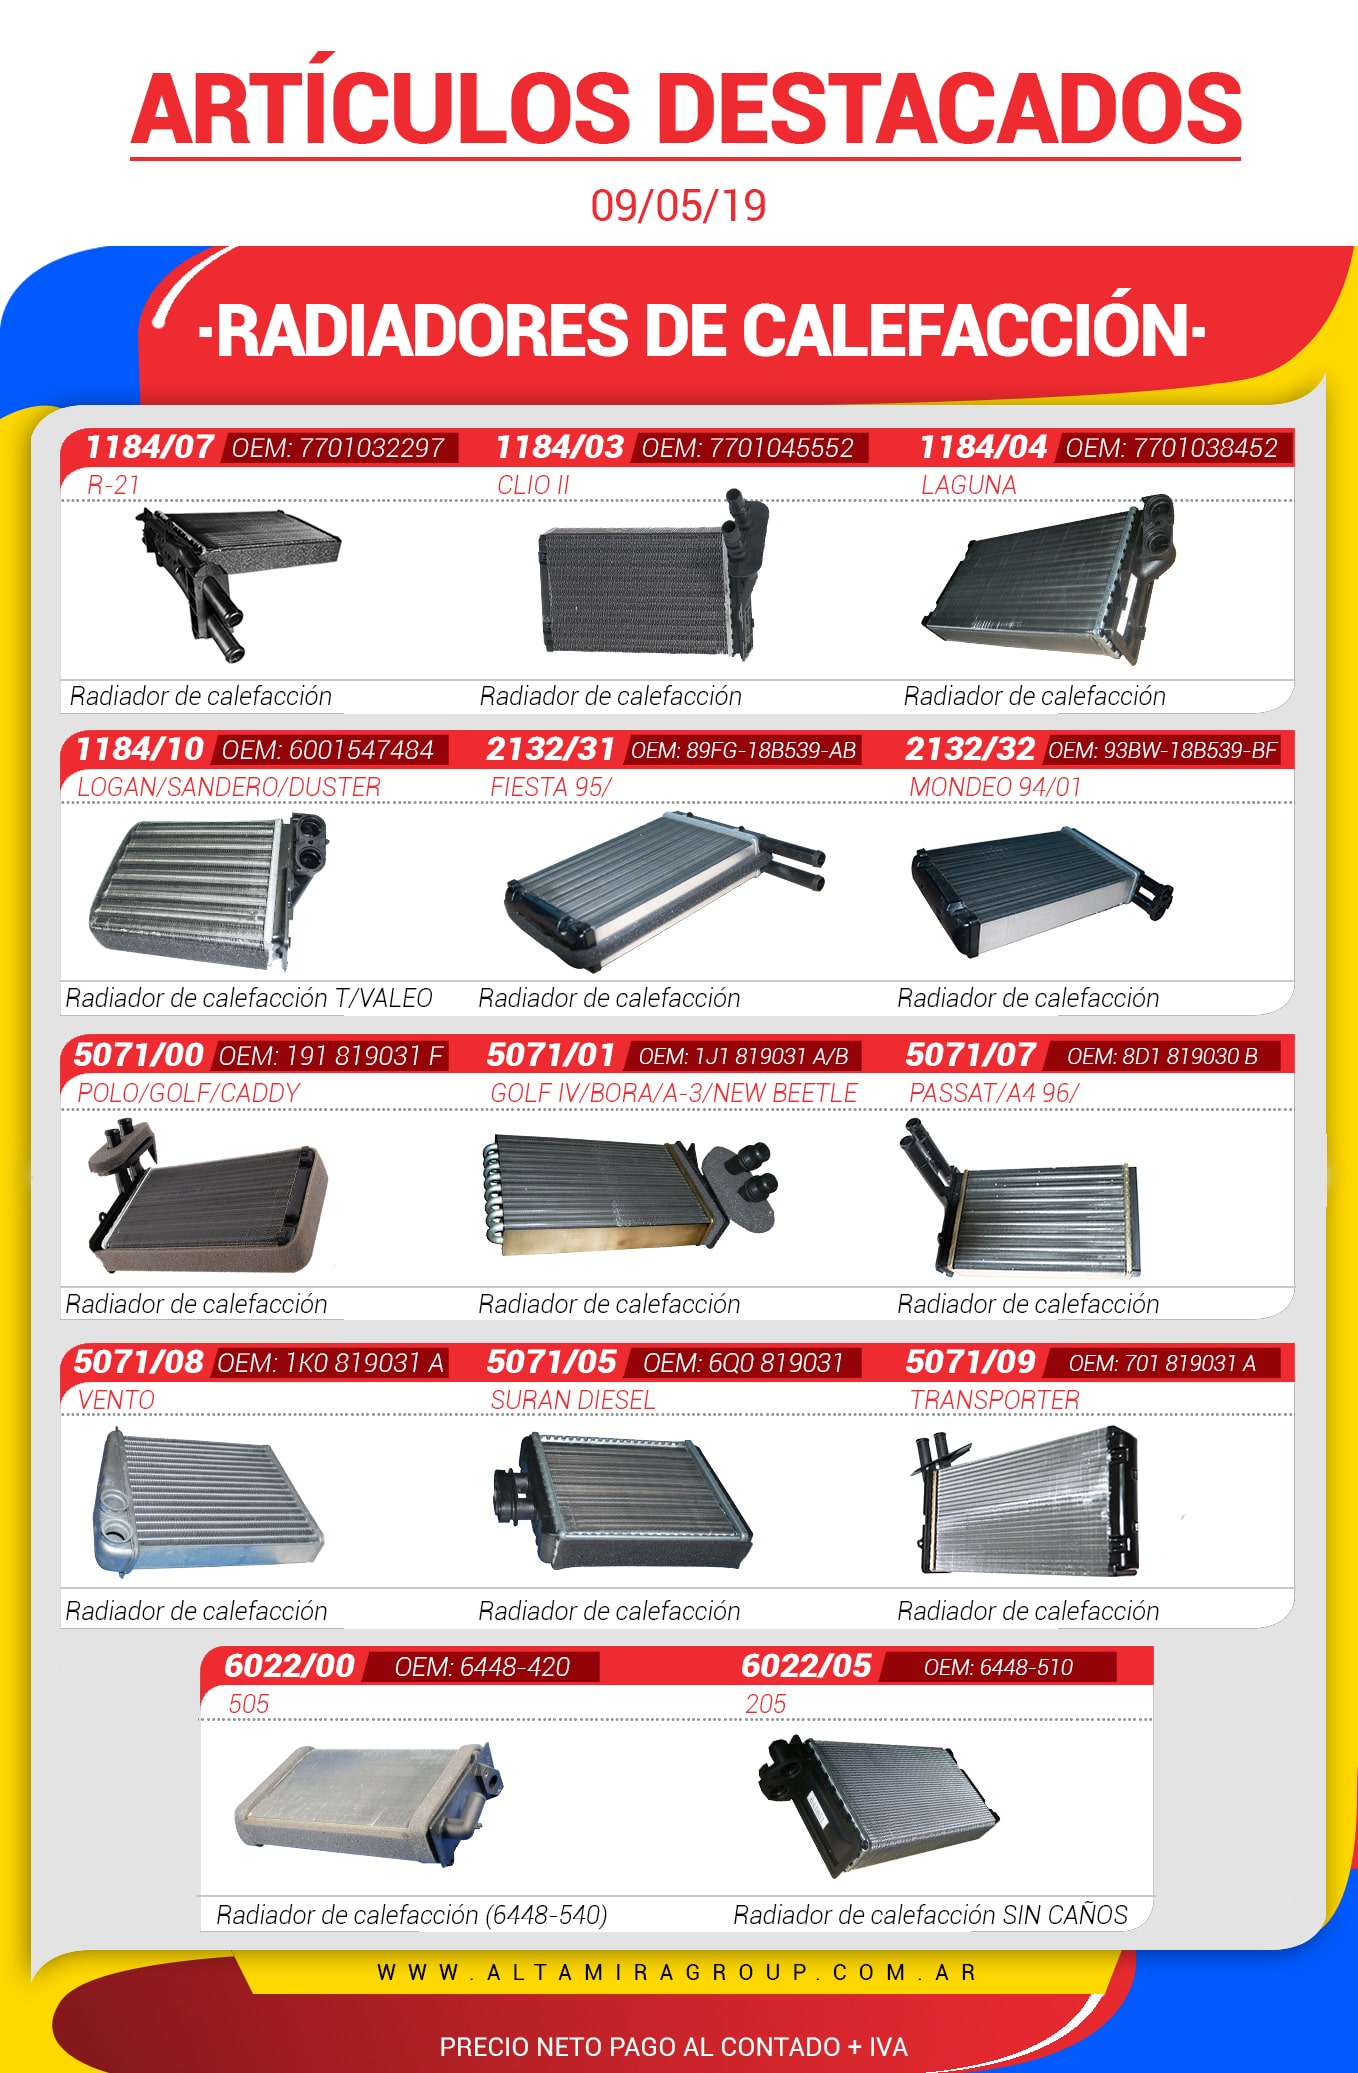 ARTÍCULOS DESTACADOS
09/05/19
·RADIADORES DE CALEFACCIÓN·
1184/07 OEM: 7701032297 1184/03 OEM: 7701045552 1184/04 OEM: 7701038452
R-21 CLIO II LAGUNA
Radiador de calefacción Radiador de calefacción Radiador de calefacción
1184/10 OEM: 6001547484 2132/31 OEM: 89FG-18B539-AB 2132/32 OEM: 93BW-18B539-BF
LOGAN/SANDERO/DUSTER FIESTA 95/ MONDEO 94/01
Radiador de calefacción T/VALEO Radiador de calefacción Radiador de calefacción
5071/00 OEM: 191 819031 F 5071/01 OEM: 1J1 819031 A/B 5071/07 OEM: 8D1 819030 B
POLO/GOLF/CADDY GOLF IV/BORA/A-3/NEW BEETLE PASSAT/A4 96/
Radiador de calefacción Radiador de calefacción Radiador de calefacción
5071/08 OEM: 1K0 819031 A 5071/05 OEM: 6Q0 819031 5071/09 OEM: 701 819031 A
VENTO SURAN DIESEL TRANSPORTER
Radiador de calefacción Radiador de calefacción Radiador de calefacción
6022/00 OEM: 6448-420 6022/05 OEM: 6448-510
505 205
Radiador de calefacción (6448-540) Radiador de calefacción SIN CAÑOS
WWW.ALTAMIRAGROUP.COM.AR
PRECIO NETO PAGO AL CONTADO + IVA